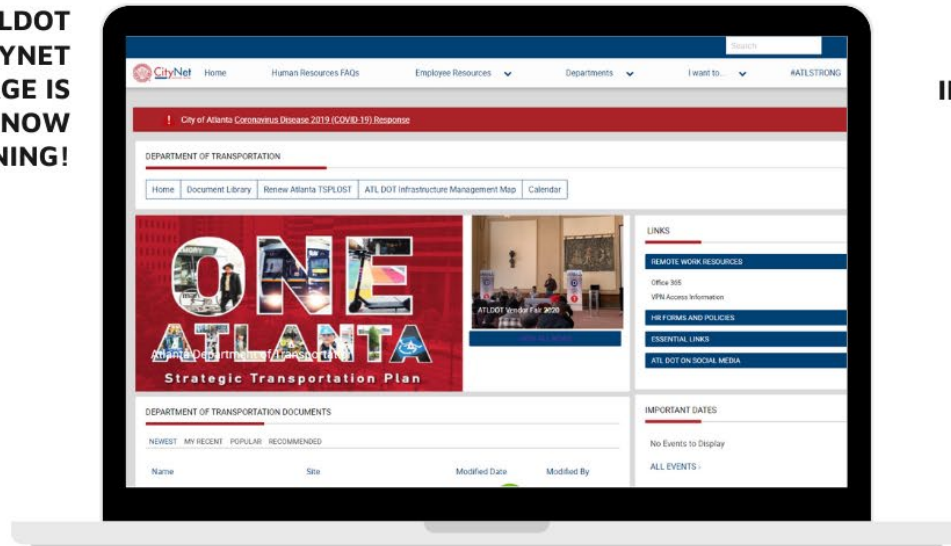 LDOT
YNET
GE IS
NOW
NING!
Search
CityNet Home Human Resources FAQs Employee Resources Departments I want to... #ATLSTRONG
! City of Atlanta Coronavirus Disease 2019 (COVID-19) Response
DEPARTMENT OF TRANSPORTATION
Home Document Library Renew Atlanta TSPLOST ATL DOT Infrastructure Management Map Calendar
ONE
ATLANTA
Atlanta Department of Transportation
Strategic Transportation Plan
ATLDOT Vendor Fair 2020
LINKS
REMOTE WORK RESOURCES
Office 365
VPN Access Information
HR FORMS AND POLICIES
ESSENTIAL LINKS
ATL DOT ON SOCIAL MEDIA
DEPARTMENT OF TRANSPORTATION DOCUMENTS
NEWEST MY RECENT POPULAR RECOMMENDED
Name Site Modified Date Modified By
IMPORTANT DATES
No Events to Display
ALL EVENTS ›